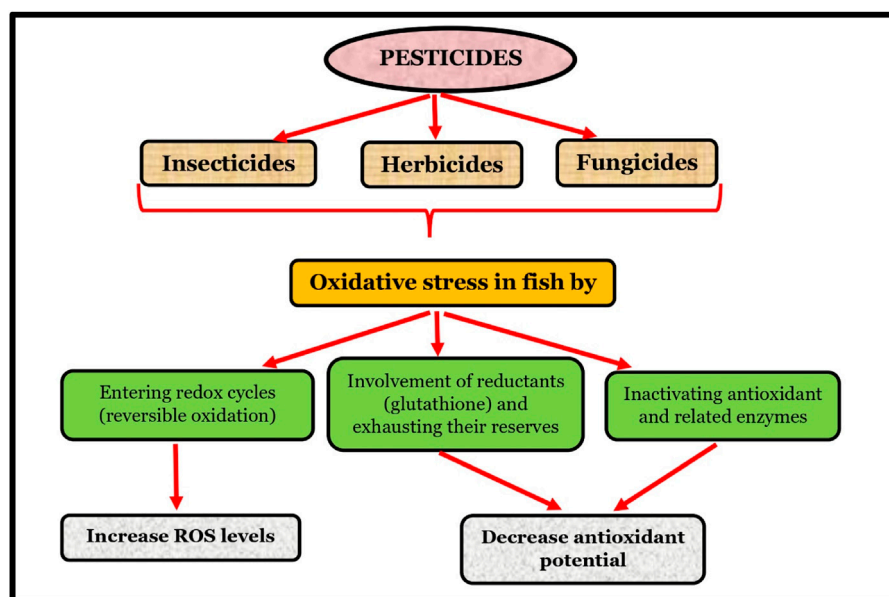 PESTICIDES
Insecticides
Herbicides
Fungicides
Oxidative stress in fish by
Entering redox cycles
(reversible oxidation)
Involvement of reductants
(glutathione) and
exhausting their reserves
Inactivating antioxidant
and related enzymes
Increase ROS levels
Decrease antioxidant
potential